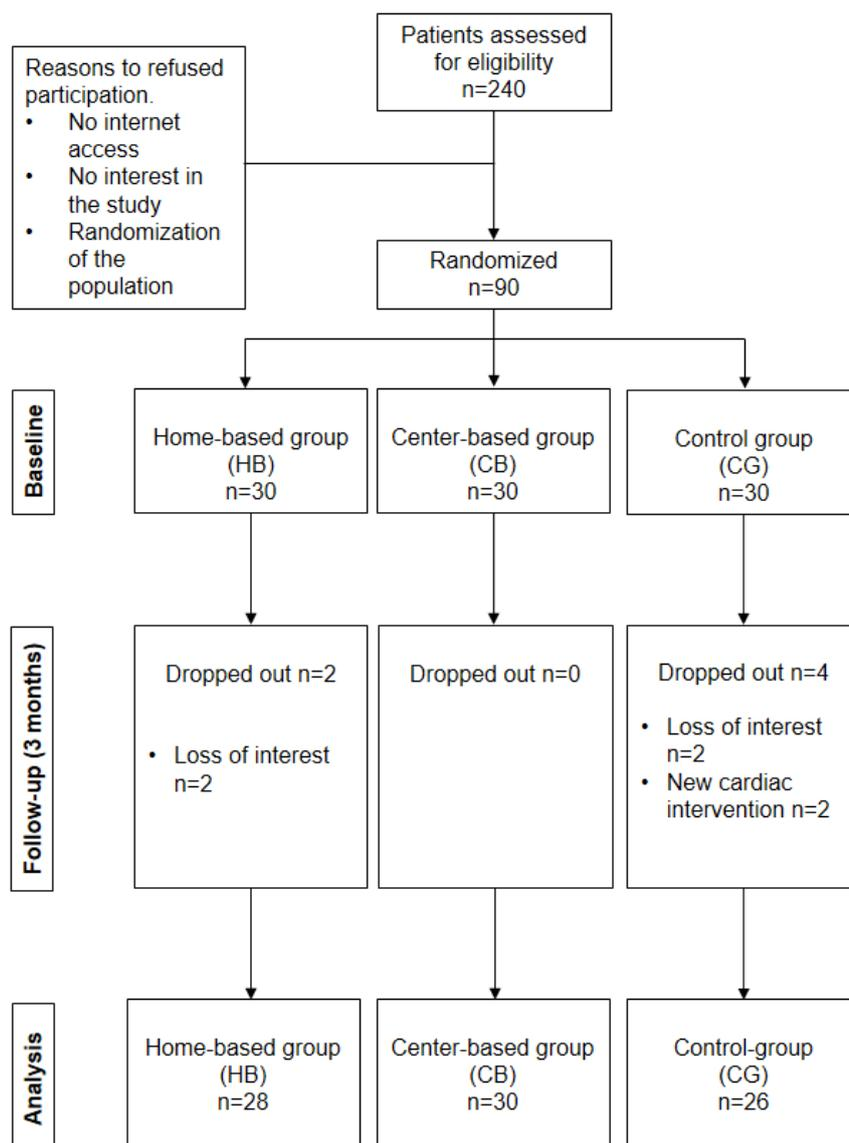 Patients assessed
for eligibility
n=240
Reasons to refused
participation.
• No internet
access
• No interest in
the study
• Randomization
of the
population
Randomized
n=90
Baseline
Home-based group
(HB)
n=30
Center-based group
(CB)
n=30
Control group
(CG)
n=30
Follow-up (3 months)
Dropped out n=2
• Loss of interest
n=2
Dropped out n=0
Dropped out n=4
• Loss of interest
n=2
• New cardiac
intervention n=2
Analysis
Home-based group
(HB)
n=28
Center-based group
(CB)
n=30
Control-group
(CG)
n=26